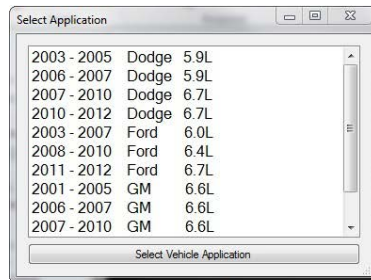 Select Application
2003 - 2005 Dodge 5.9L
2006 - 2007 Dodge 5.9L
2007 - 2010 Dodge 6.7L
2010 - 2012 Dodge 6.7L
2003 - 2007 Ford 6.0L
2008 - 2010 Ford 6.4L
2011 - 2012 Ford 6.7L
2001 - 2005 GM 6.6L
2006 - 2007 GM 6.6L
2007 - 2010 GM 6.6L
Select Vehicle Application